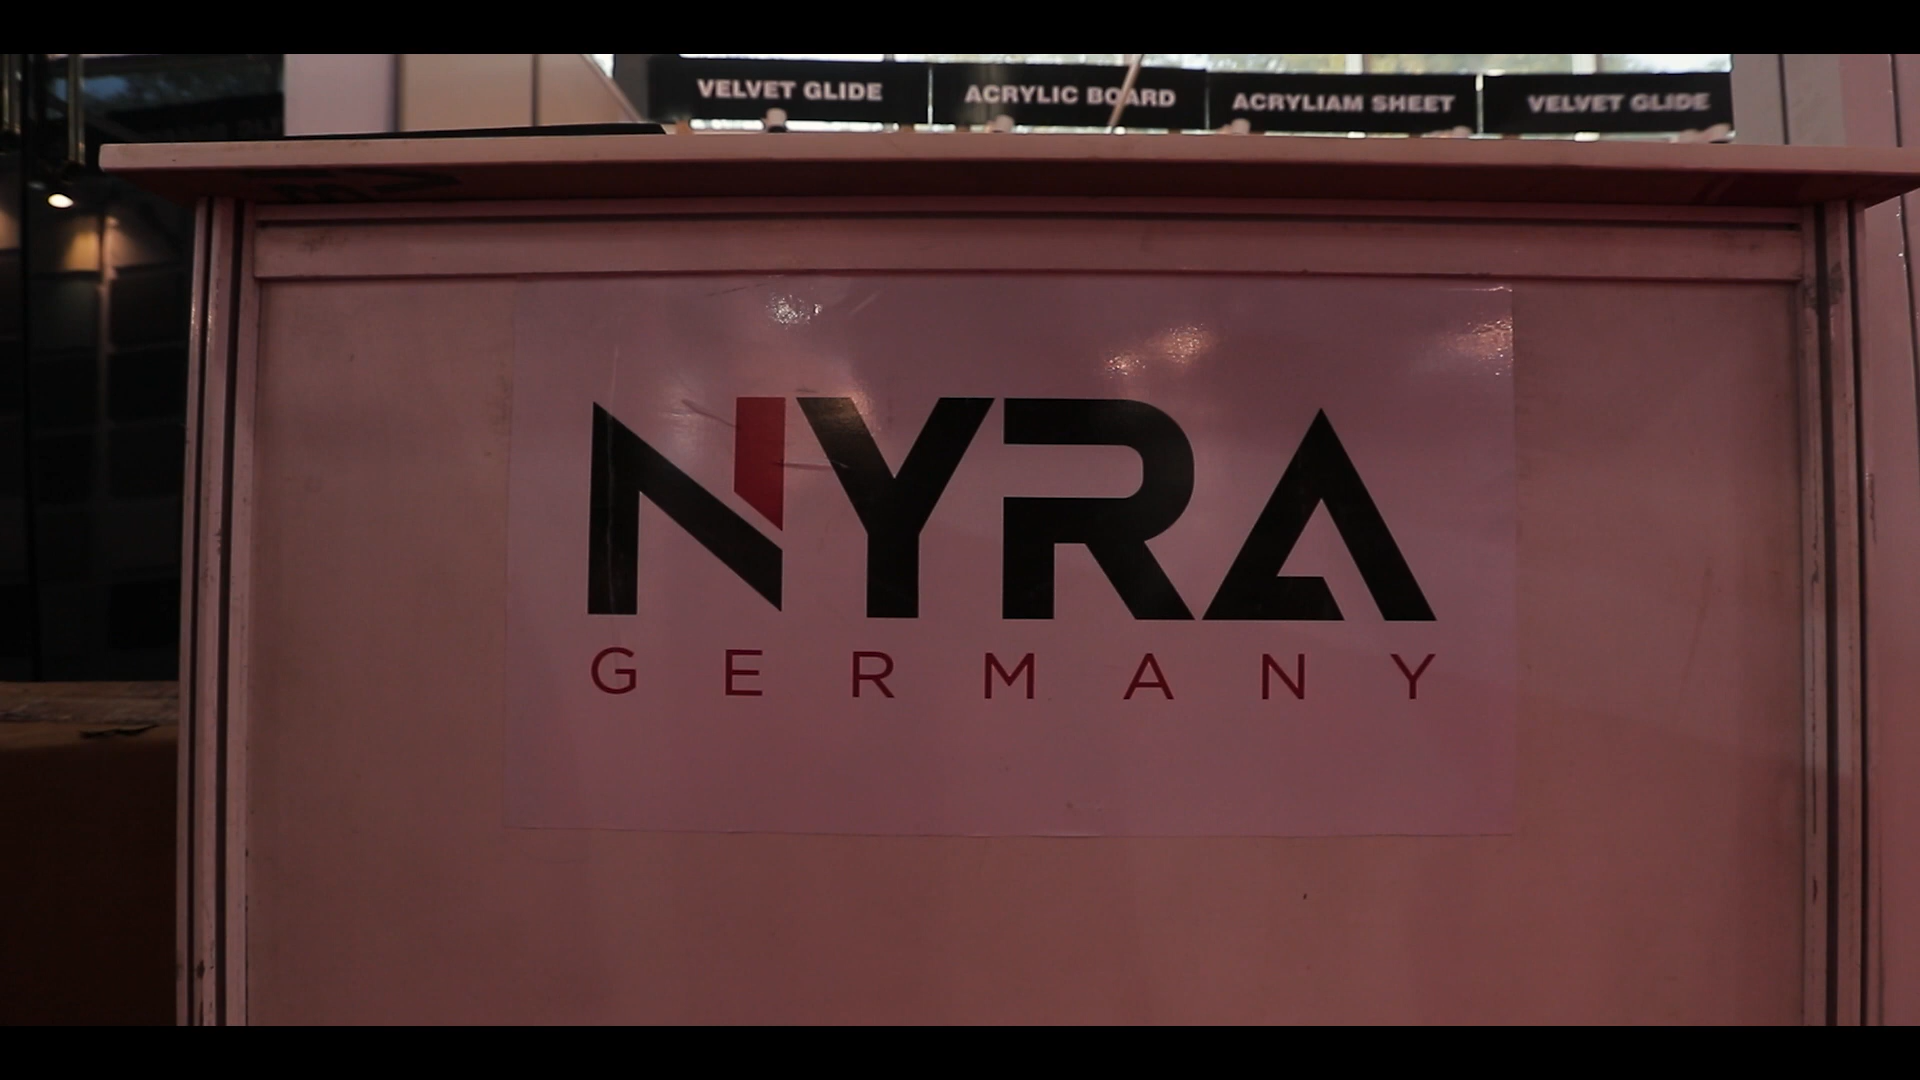 VELVET GLIDE
ACRYLIC BOARD
ACRYLIAM SHEET
VELVET GLIDE
NYRA
GERMANY